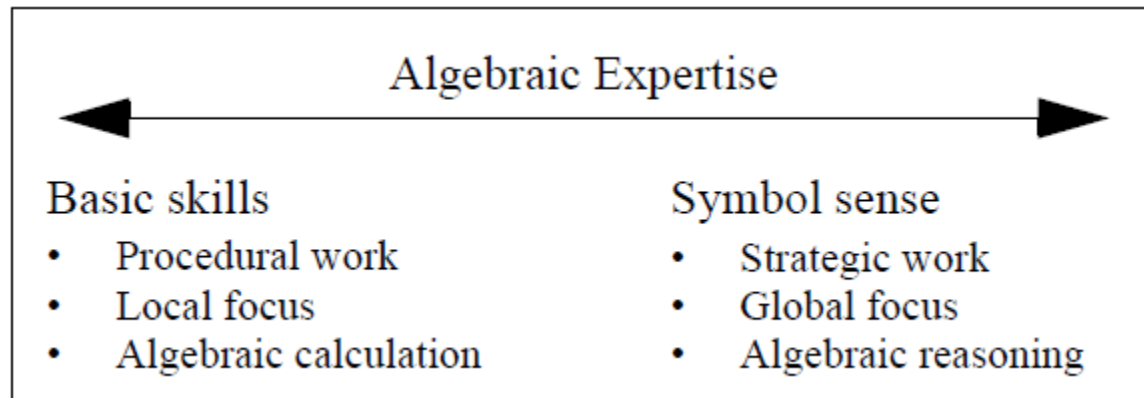 Algebraic Expertise
Basic skills
• Procedural work
• Local focus
• Algebraic calculation
Symbol sense
• Strategic work
• Global focus
• Algebraic reasoning